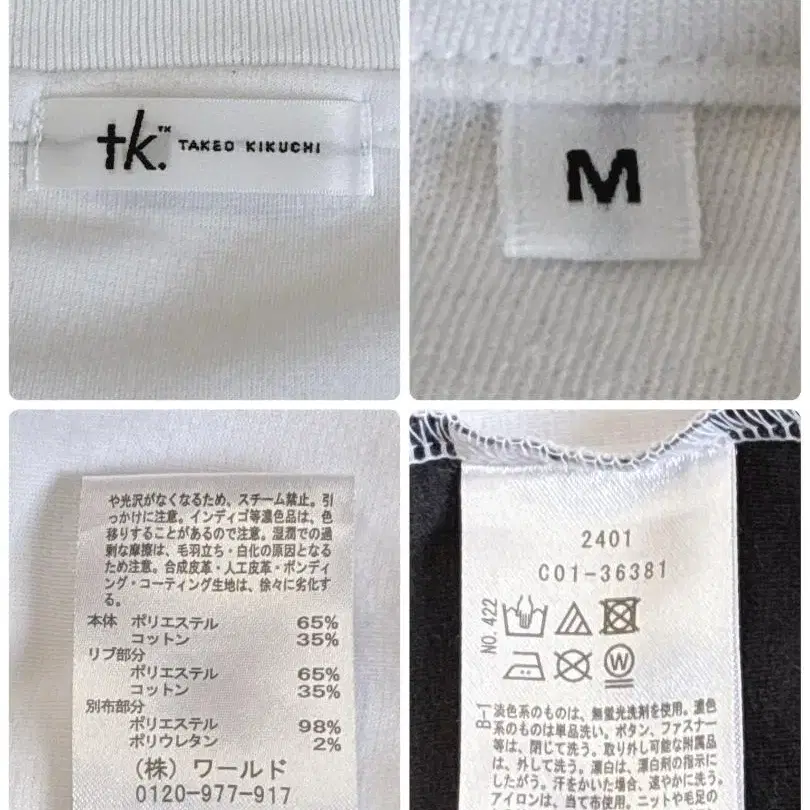 tk.™ TAKEO KIKUCHI
M
や光沢がなくなるため、スチーム禁止。引
っかけに注意。インディゴ等濃色品は、色
移りすることがあるので注意。湿潤での過
剰な摩擦は、毛羽立ち・白化の原因となる
ため注意。合成皮革・人工皮革・ボンディ
ング・コーティング生地は、徐々に劣化す
る。
本体 ポリエステル 65%
コットン 35%
リブ部分
ポリエステル 65%
コットン 35%
別布部分
ポリエステル 98%
ポリウレタン 2%
(株) ワールド
0120-977-917
2401
C01-36381
NO. 422
W
B-1 淡色系のものは、無蛍光洗剤を使用。濃色
系のものは単品洗い。ボタン、ファスナー
等は、閉じて洗う。取り外し可能な附属品
は、外して洗う。漂白は、漂白剤の指示に
したがう。汗をかいた場合、速やかに洗う。
アイロンは、当て布使用。ニットや毛足の